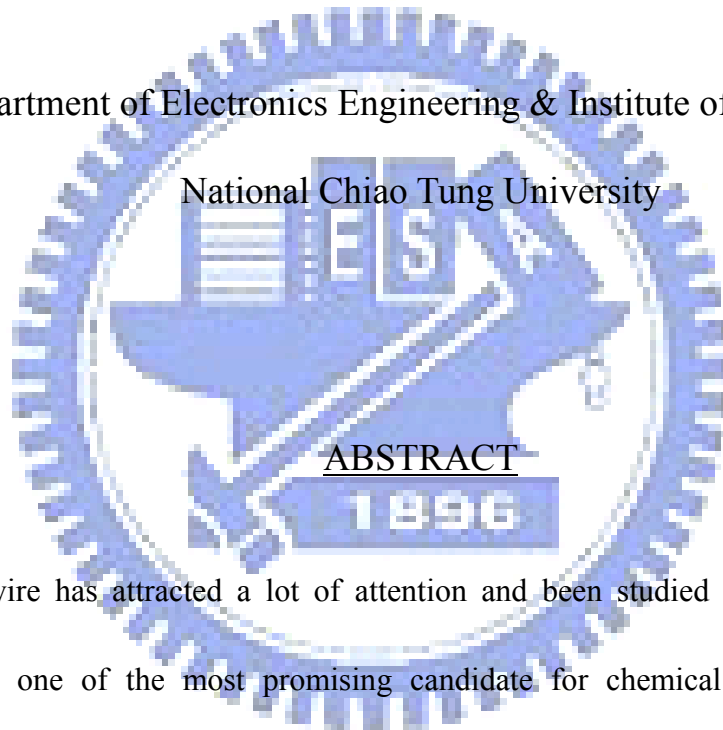 artment of Electronics Engineering & Institute of
National Chiao Tung University
E S A
ABSTRACT
1896
wire has attracted a lot of attention and been studied
one of the most promising candidate for chemical